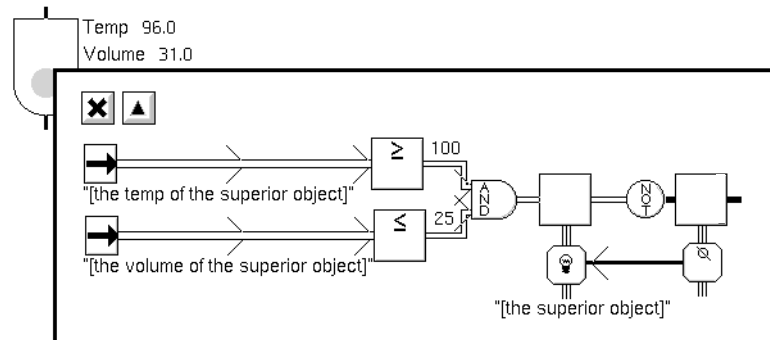 Temp 96.0
Volume 31.0
≥
100
"[the temp of the superior object]"
AND
NOT
≤
25
"[the volume of the superior object]"
"[the superior object]"